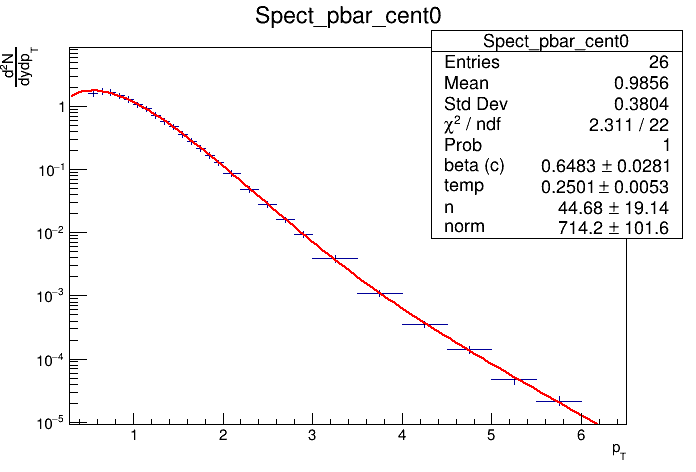 Spect_pbar_cent0
d²N
dydp_T
Spect_pbar_cent0
Entries 26
Mean 0.9856
Std Dev 0.3804
χ² / ndf 2.311 / 22
Prob 1
beta (c) 0.6483 ± 0.0281
temp 0.2501 ± 0.0053
n 44.68 ± 19.14
norm 714.2 ± 101.6
1
10⁻¹
10⁻²
10⁻³
10⁻⁴
10⁻⁵
1 2 3 4 5 6
p_T